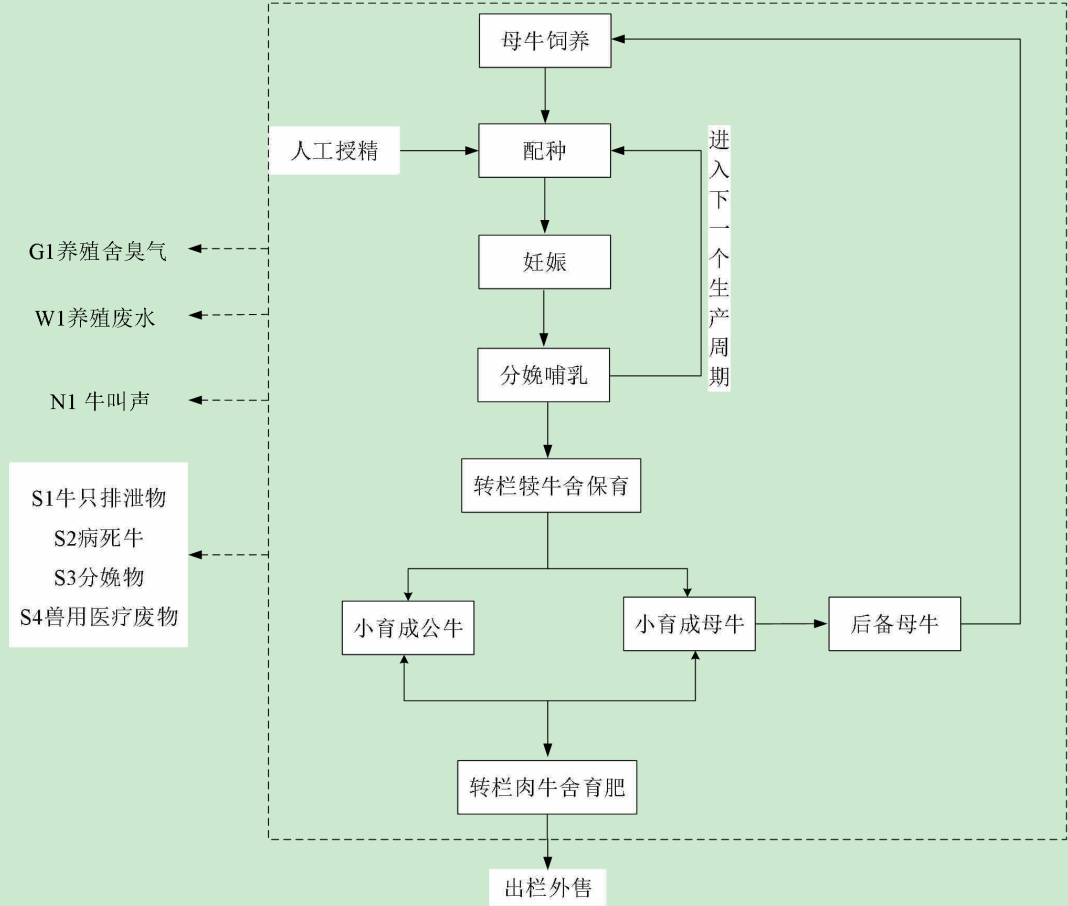 母牛饲养
人工授精
配种
进入下一个生产周期
G1养殖舍臭气
妊娠
W1养殖废水
分娩哺乳
N1 牛叫声
转栏犊牛舍保育
S1牛只排泄物
S2病死牛
S3分娩物
S4兽用医疗废物
小育成公牛
小育成母牛
后备母牛
转栏肉牛舍育肥
出栏外售